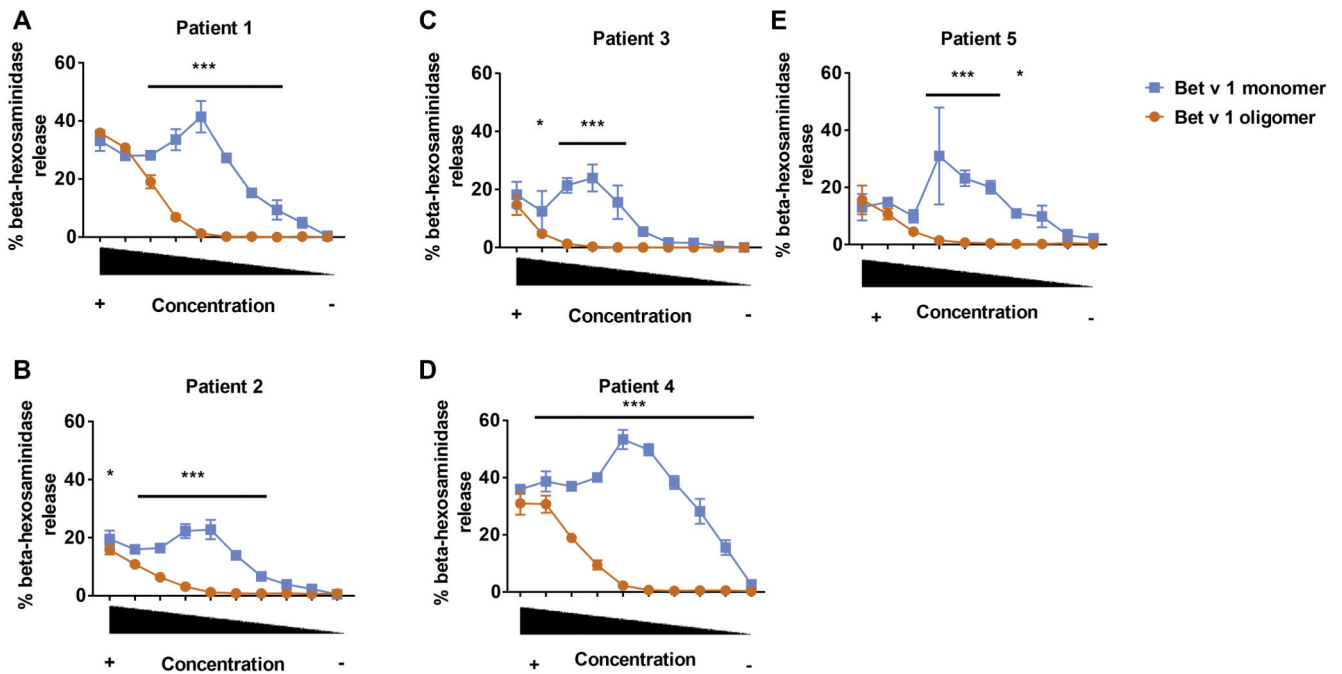 A
Patient 1
% beta-hexosaminidase
release
60
40
20
0
***
+ Concentration -
B
Patient 2
% beta-hexosaminidase
release
60
40
20
0
*
***
+ Concentration -
C
Patient 3
% beta-hexosaminidase
release
60
40
20
0
*
***
+ Concentration -
D
Patient 4
% beta-hexosaminidase
release
60
40
20
0
***
+ Concentration -
E
Patient 5
% beta-hexosaminidase
release
60
40
20
0
***
*
+ Concentration -
Bet v 1 monomer
Bet v 1 oligomer